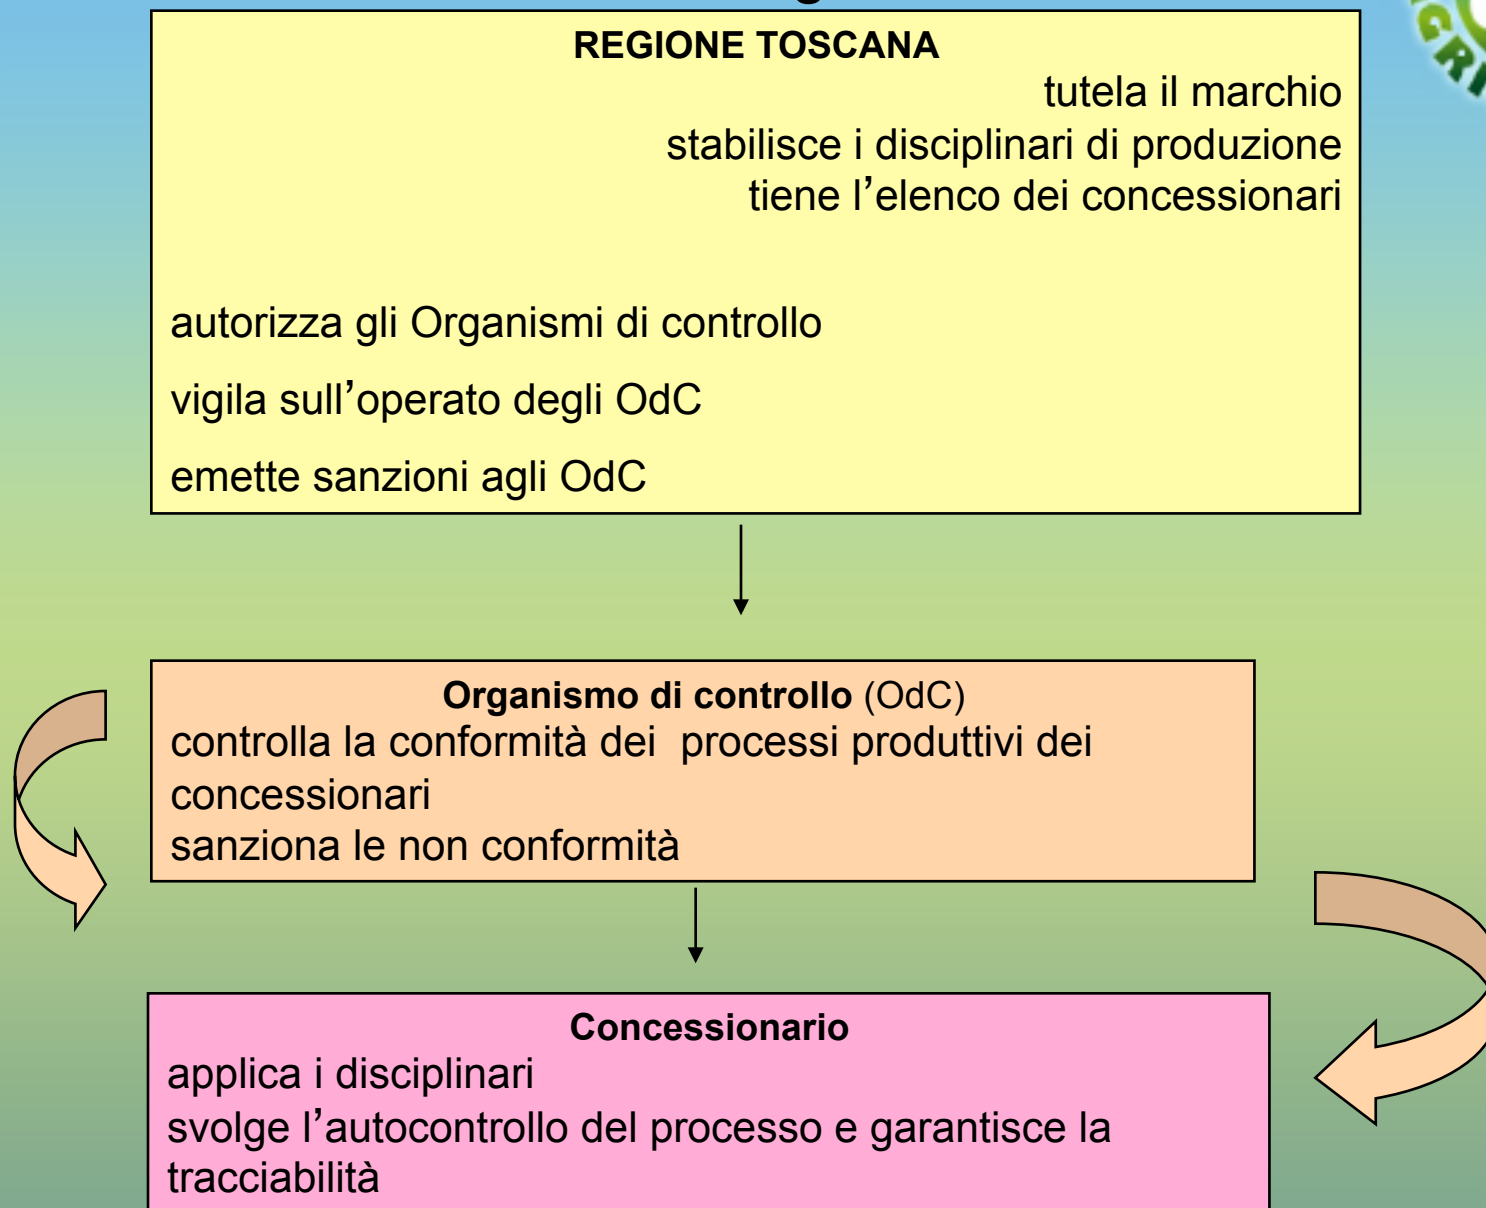 REGIONE TOSCANA
tutela il marchio
stabilisce i disciplinari di produzione
tiene l’elenco dei concessionari
autorizza gli Organismi di controllo
vigila sull’operato degli OdC
emette sanzioni agli OdC
Organismo di controllo (OdC)
controlla la conformità dei processi produttivi dei
concessionari
sanziona le non conformità
Concessionario
applica i disciplinari
svolge l’autocontrollo del processo e garantisce la
tracciabilità